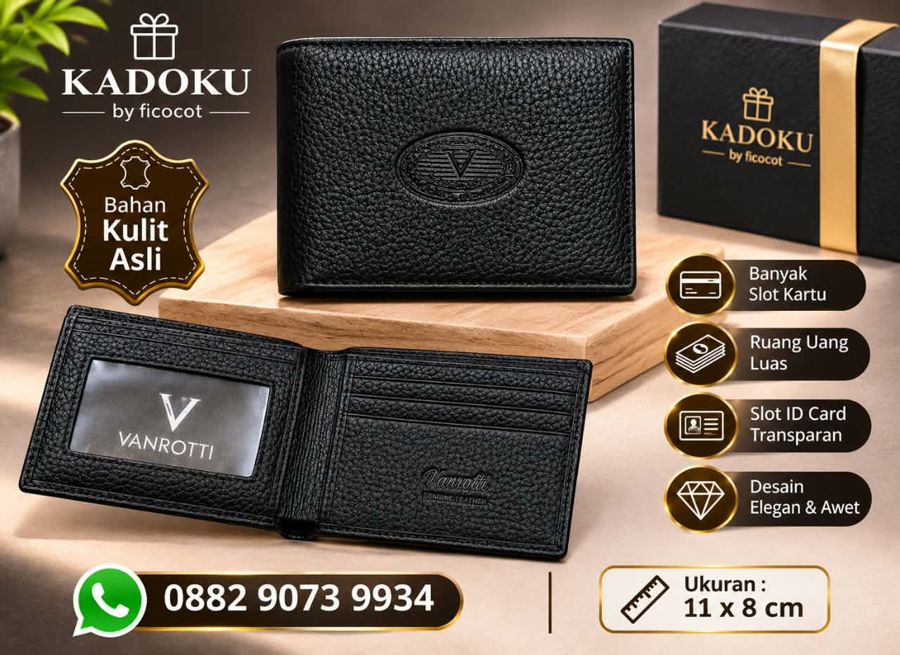 KADOKU
by ficocot
Bahan
Kulit
Asli
V
KADOKU
by ficocot
Banyak
Slot Kartu
Ruang Uang
Luas
Slot ID Card
Transparan
Desain
Elegan & Awet
V
VANROTTI
Vanrotti
0882 9073 9934
Ukuran :
11 x 8 cm